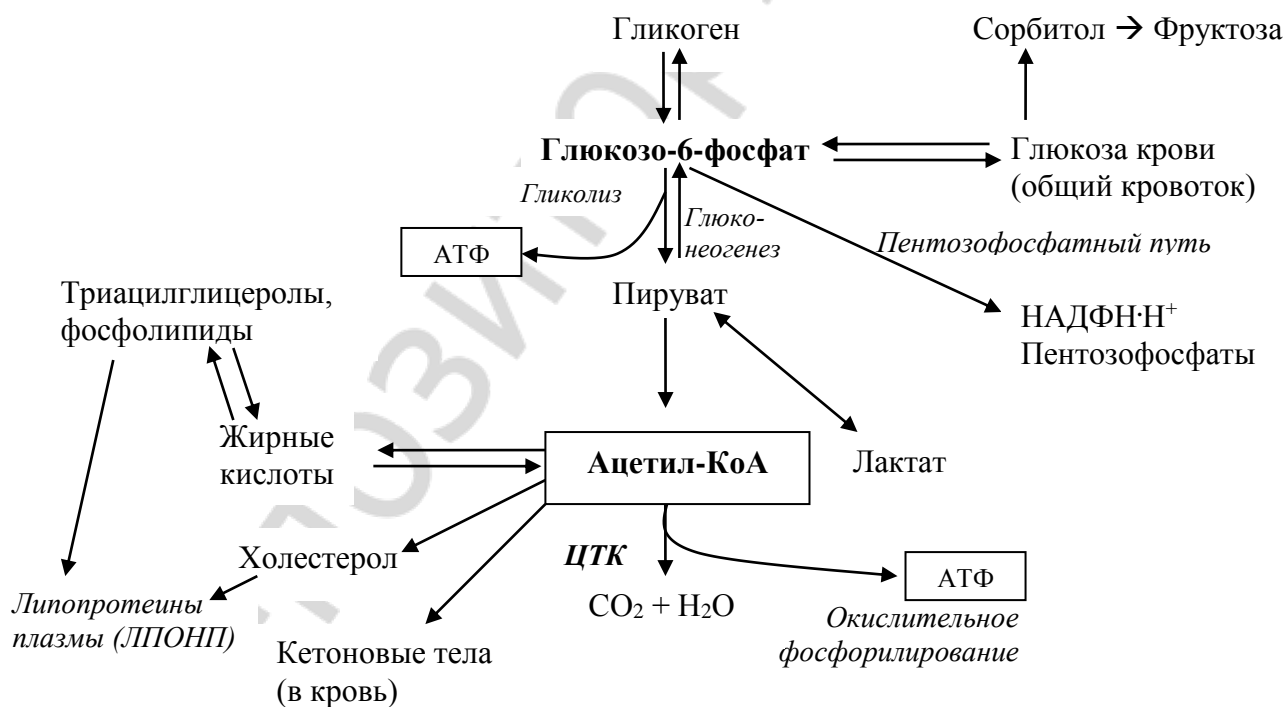 Гликоген
Сорбитол → Фруктоза
Глюкозо-6-фосфат
Глюкоза крови
(общий кровоток)
Гликолиз
Глюко-
неогенез
Пентозофосфатный путь
АТФ
Триацилглицеролы,
фосфолипиды
Пируват
НАДФН·Н⁺
Пентозофосфаты
Жирные
кислоты
Ацетил-КоА
Лактат
Холестерол
ЦТК
АТФ
Липопротеины
плазмы (ЛПОНП)
CO₂ + H₂O
Окислительное
фосфорилирование
Кетоновые тела
(в кровь)